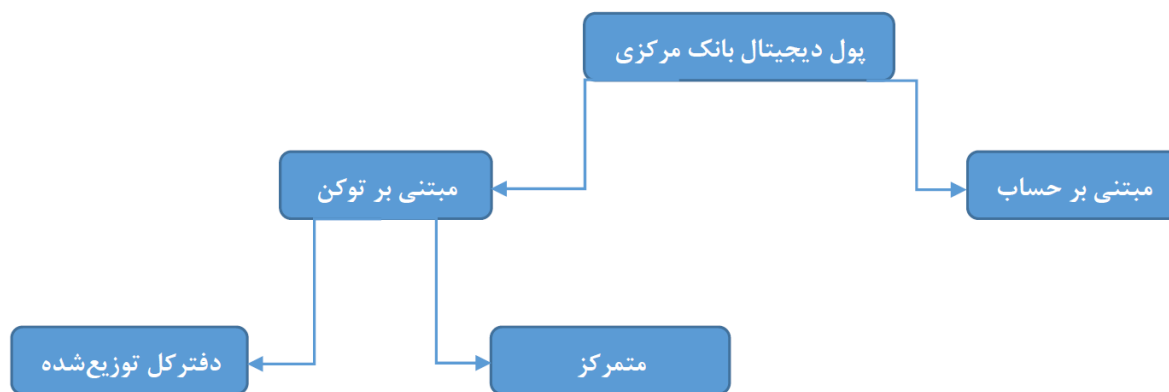 پول دیجیتال بانک مرکزی
مبتنی بر حساب
مبتنی بر توکن
متمرکز
دفترکل توزیع‌شده